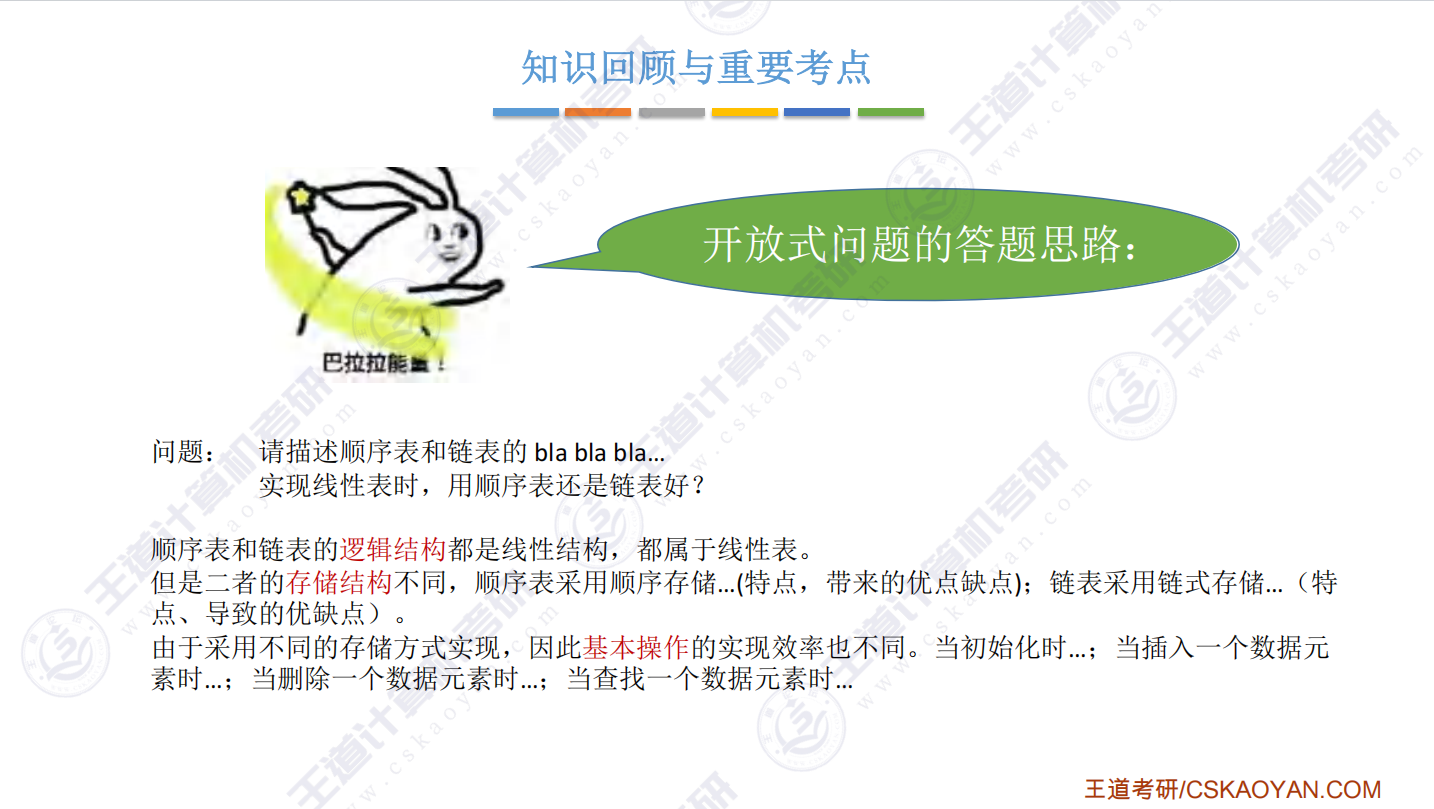 知识回顾与重要考点
开放式问题的答题思路：
巴拉拉能量！
问题： 请描述顺序表和链表的 bla bla bla...
实现线性表时，用顺序表还是链表好？
顺序表和链表的逻辑结构都是线性结构，都属于线性表。
但是二者的存储结构不同，顺序表采用顺序存储...(特点，带来的优点缺点)；链表采用链式存储...（特
点、导致的优缺点）。
由于采用不同的存储方式实现，因此基本操作的实现效率也不同。当初始化时...；当插入一个数据元
素时...；当删除一个数据元素时...；当查找一个数据元素时...
王道考研/CSKAOYAN.COM
王道计算机考研
www.cskaoyan.com